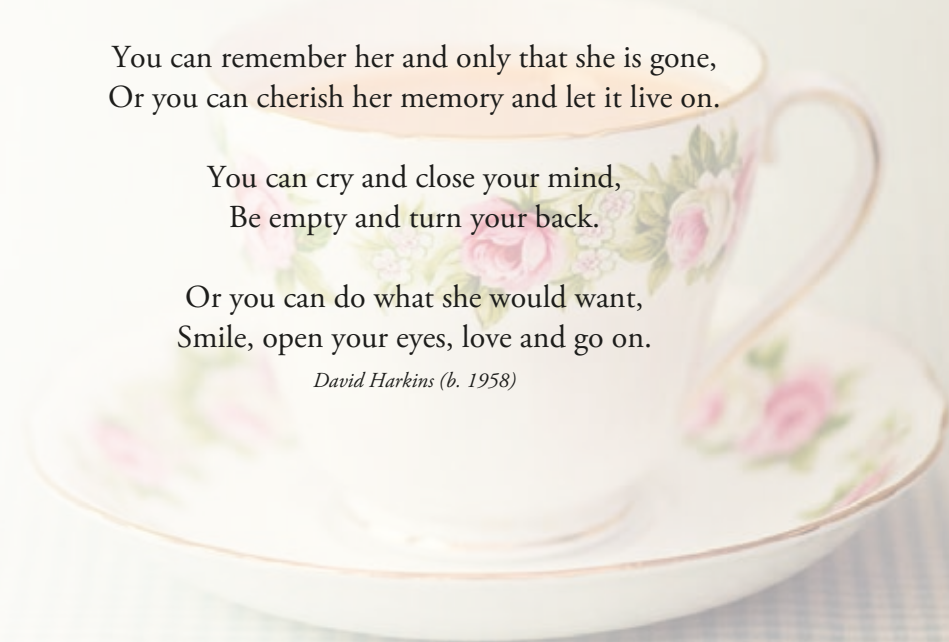 You can remember her and only that she is gone,
Or you can cherish her memory and let it live on.
You can cry and close your mind,
Be empty and turn your back.
Or you can do what she would want,
Smile, open your eyes, love and go on.
David Harkins (b. 1958)